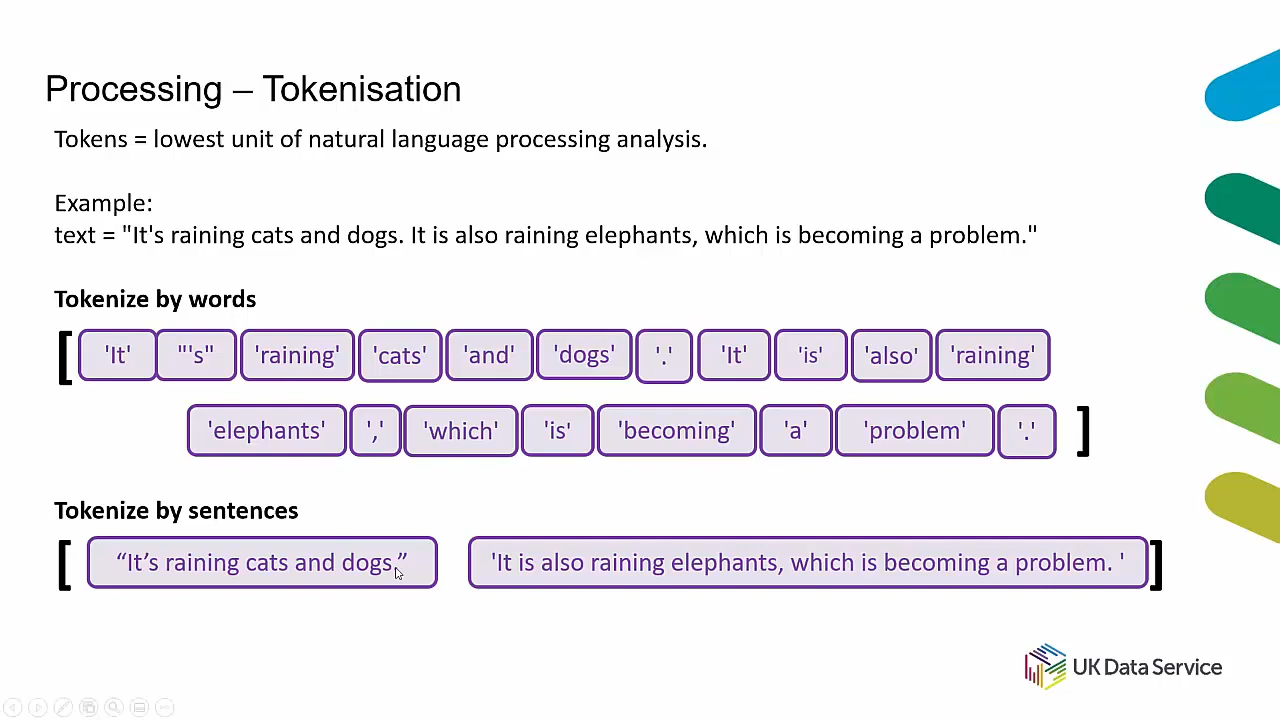 Processing – Tokenisation
Tokens = lowest unit of natural language processing analysis.
Example:
text = "It's raining cats and dogs. It is also raining elephants, which is becoming a problem."
Tokenize by words
[ 'It' "'s" 'raining' 'cats' 'and' 'dogs' '.' 'It' 'is' 'also' 'raining'
'elephants' ',' 'which' 'is' 'becoming' 'a' 'problem' '.' ]
Tokenize by sentences
[ “It’s raining cats and dogs.” 'It is also raining elephants, which is becoming a problem. ' ]
UK Data Service